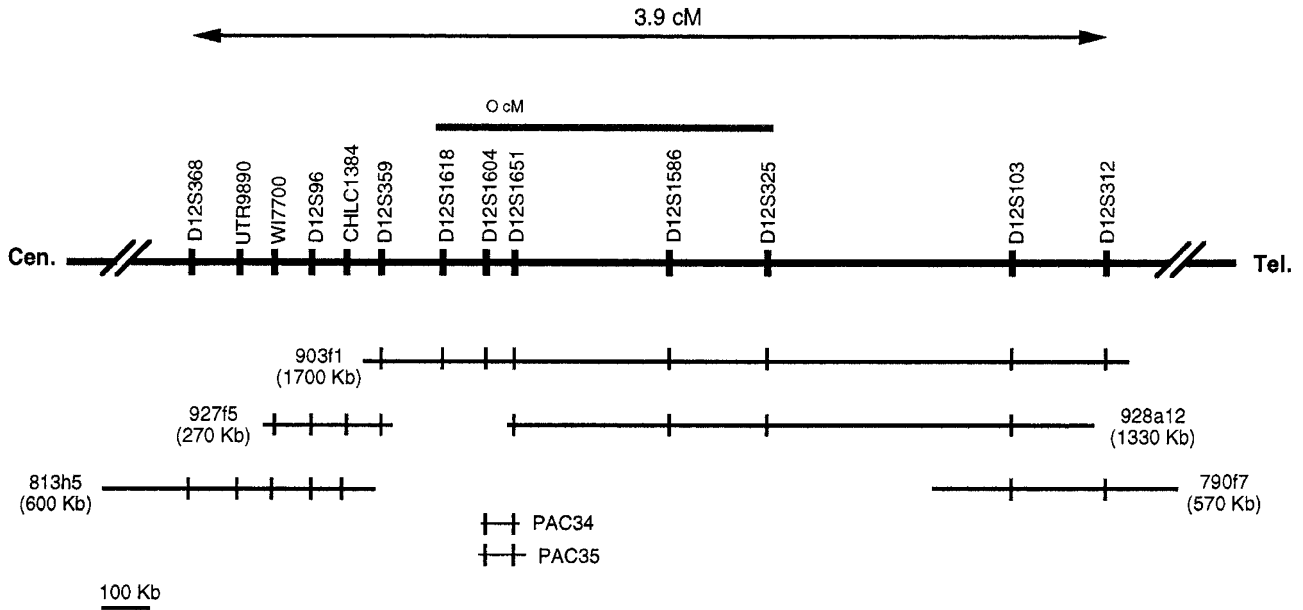 3.9 cM
O cM
D12S368
UTR9890
WI7700
D12S96
CHLC1384
D12S359
D12S1618
D12S1604
D12S1651
D12S1586
D12S325
D12S103
D12S312
Cen.
Tel.
903f1
(1700 Kb)
927f5
(270 Kb)
928a12
(1330 Kb)
813h5
(600 Kb)
790f7
(570 Kb)
PAC34
PAC35
100 Kb